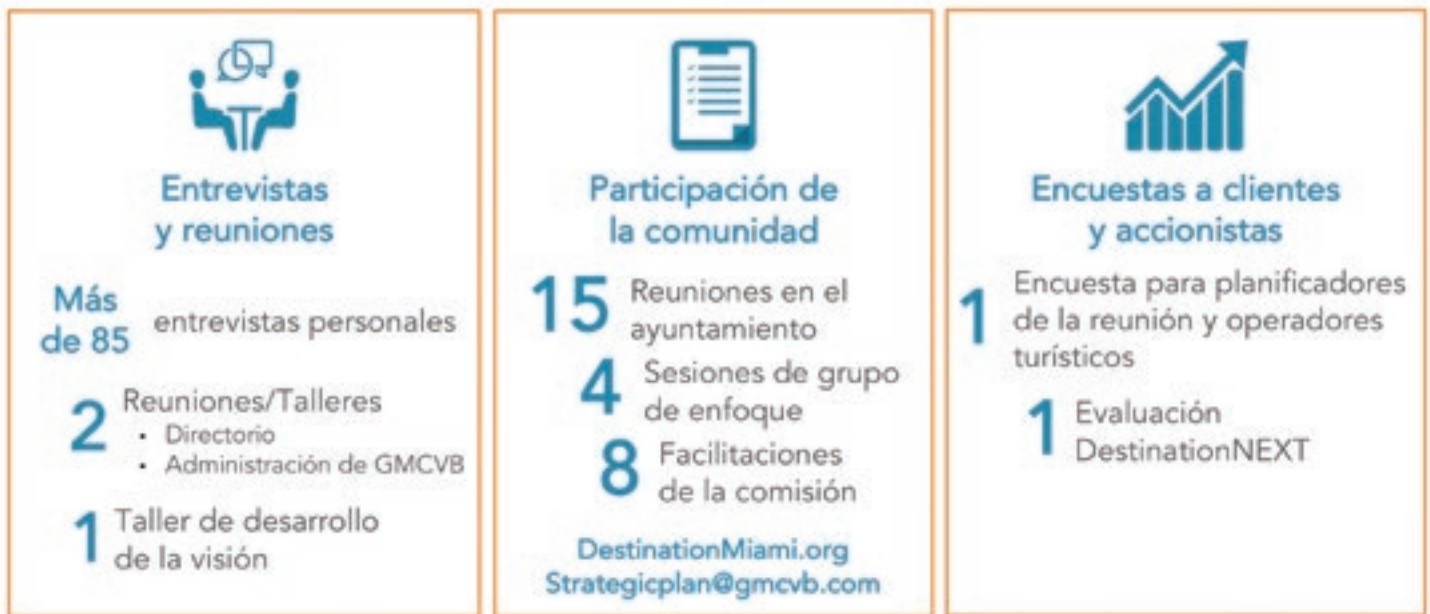 Entrevistas
y reuniones
Más
de 85
entrevistas personales
2
Reuniones/Talleres
• Directorio
• Administración de GMCVB
1
Taller de desarrollo
de la visión
Participación de
la comunidad
15
Reuniones en el
ayuntamiento
4
Sesiones de grupo
de enfoque
8
Facilitaciones
de la comisión
DestinationMiami.org
Strategicplan@gmcvb.com
Encuestas a clientes
y accionistas
1
Encuesta para planificadores
de la reunión y operadores
turísticos
1
Evaluación
DestinationNEXT